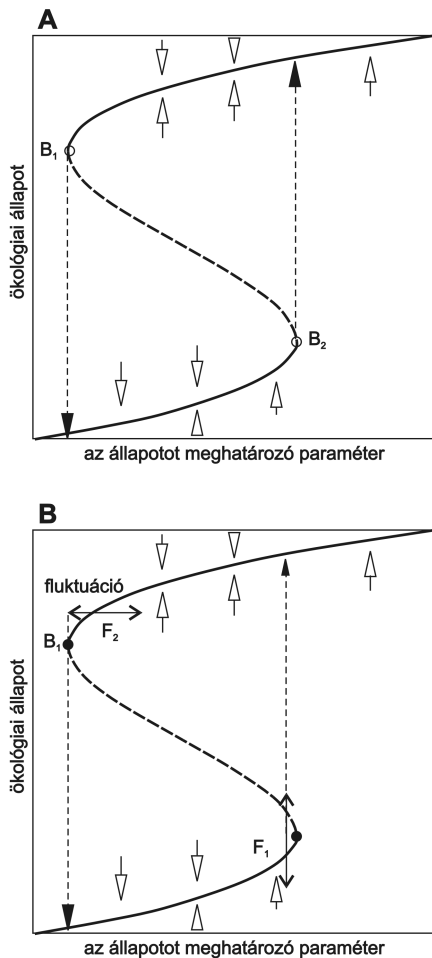 A
B₁
ökológiai állapot
B₂
az állapotot meghatározó paraméter
B
fluktuáció
F₂
B₁
ökológiai állapot
F₁
az állapotot meghatározó paraméter